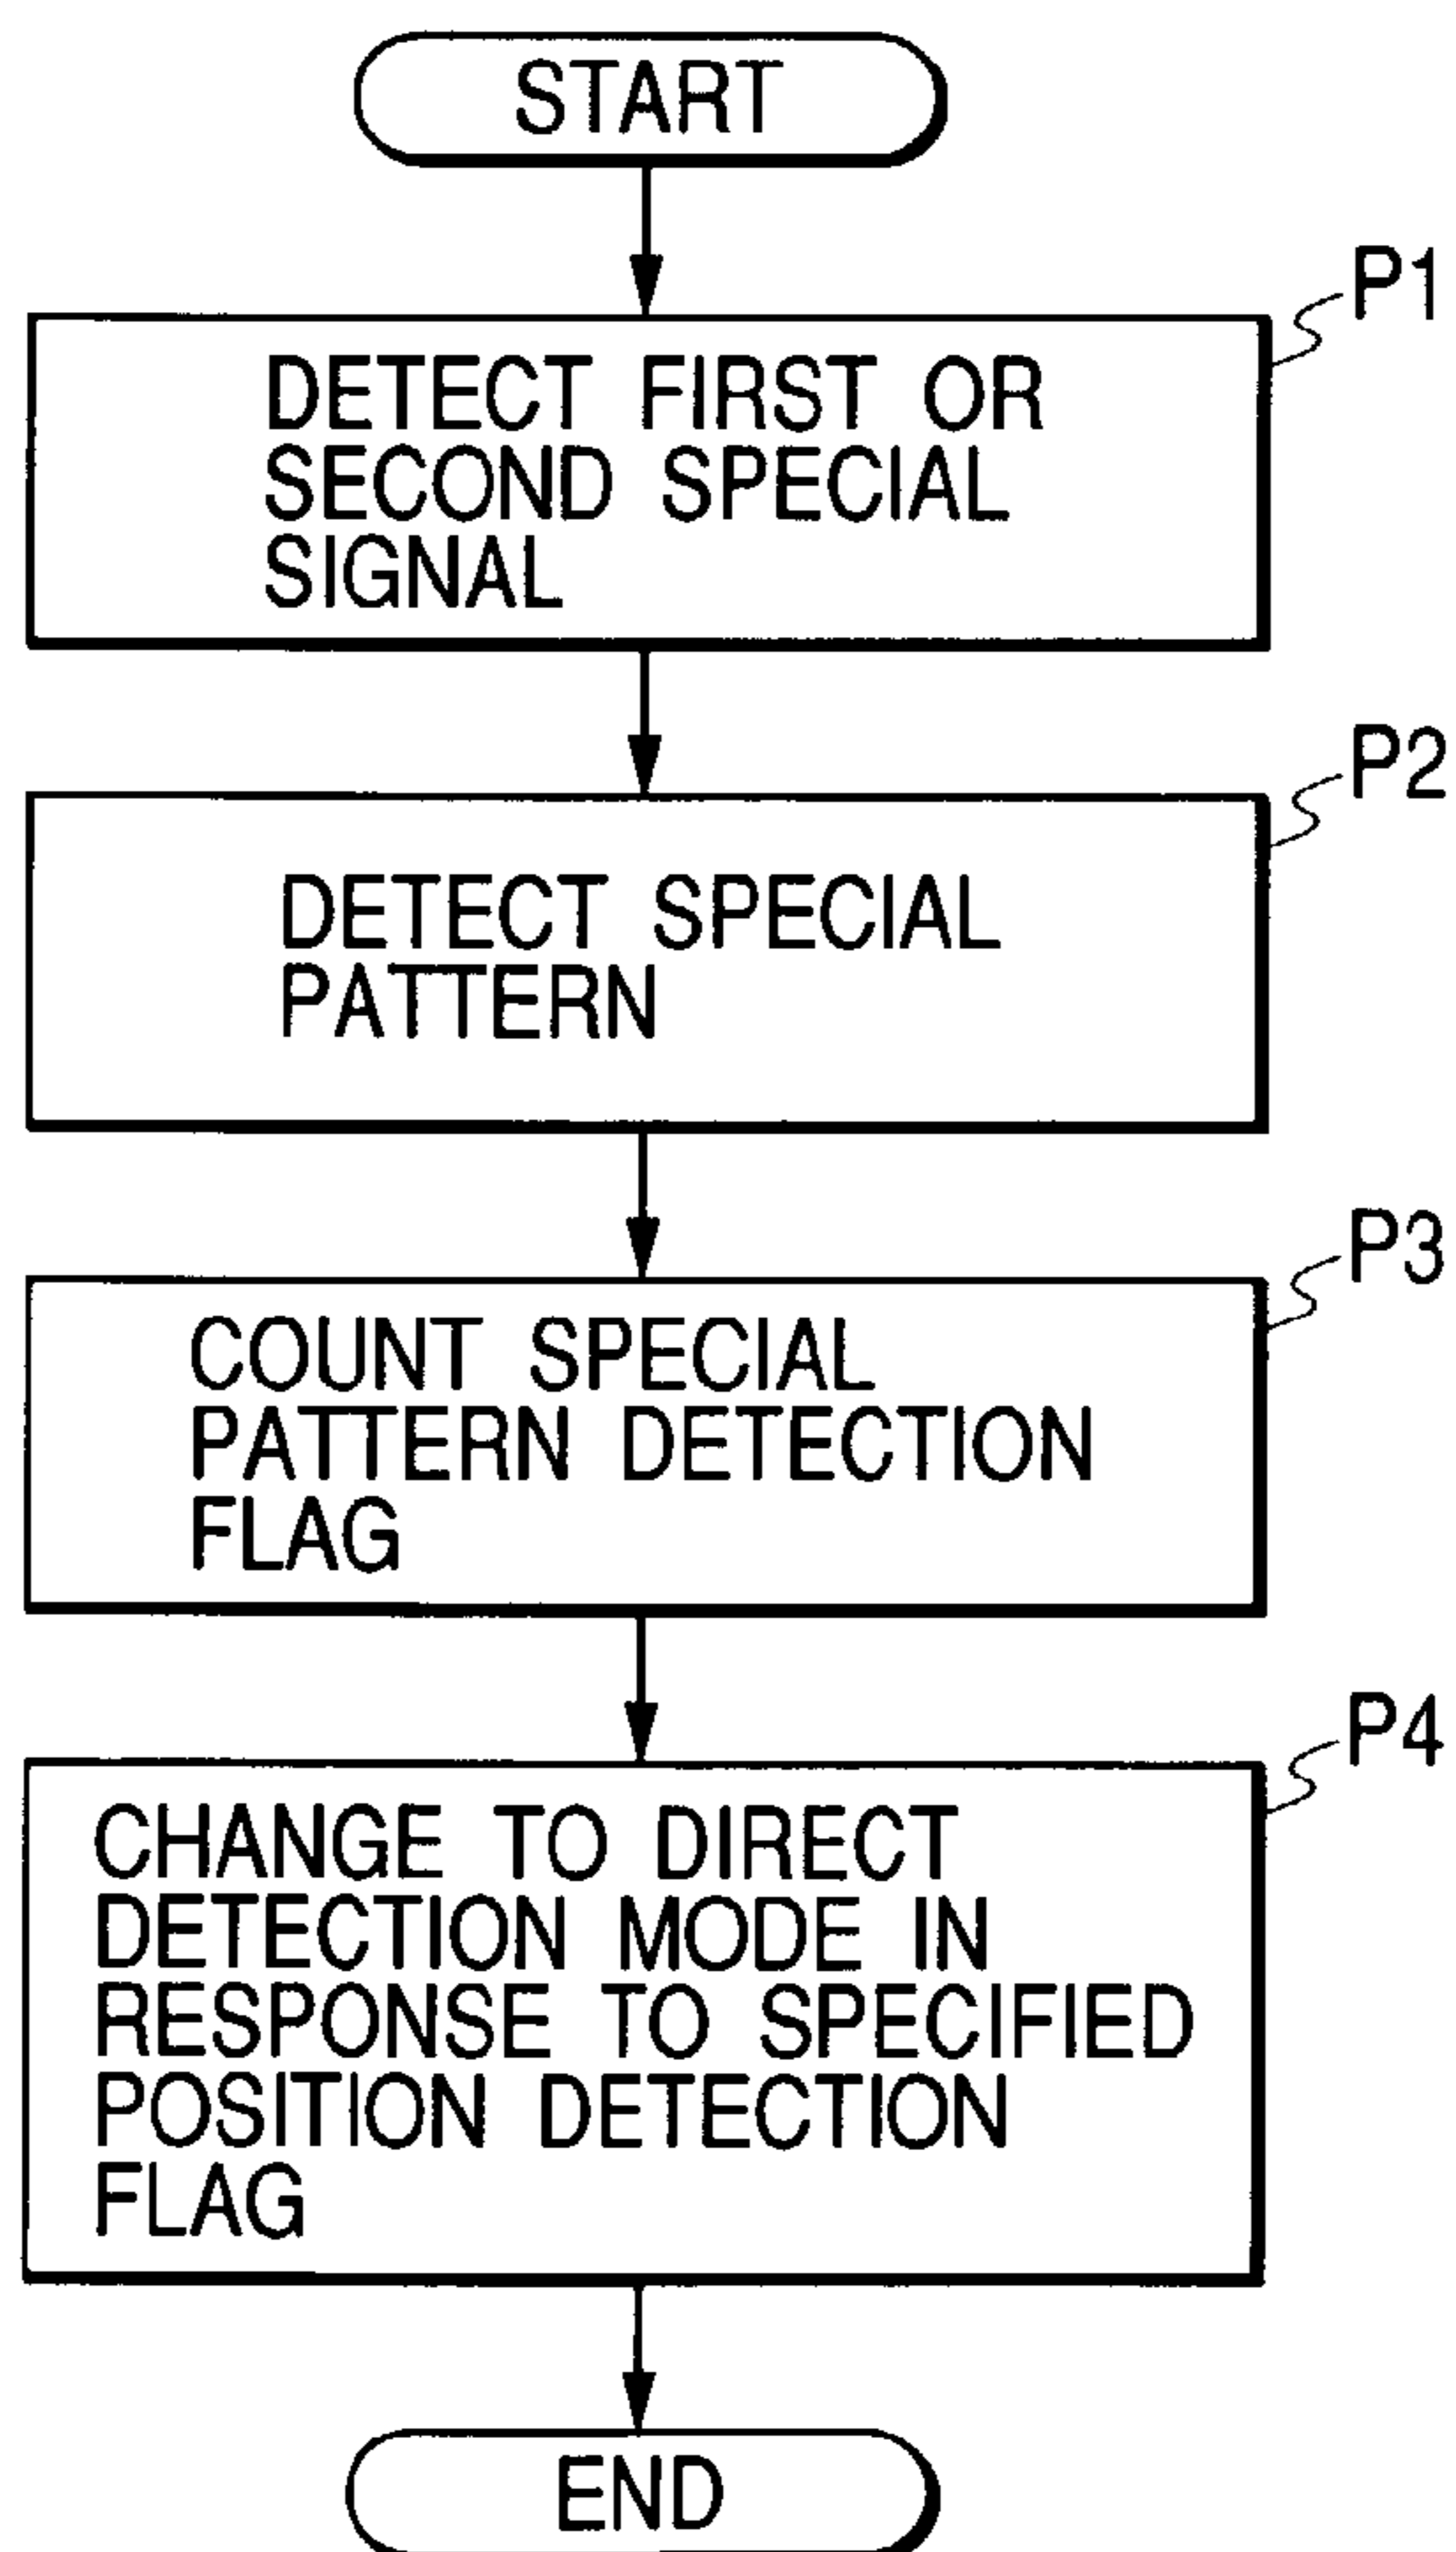 START
P1
DETECT FIRST OR
SECOND SPECIAL
SIGNAL
P2
DETECT SPECIAL
PATTERN
P3
COUNT SPECIAL
PATTERN DETECTION
FLAG
P4
CHANGE TO DIRECT
DETECTION MODE IN
RESPONSE TO SPECIFIED
POSITION DETECTION
FLAG
END